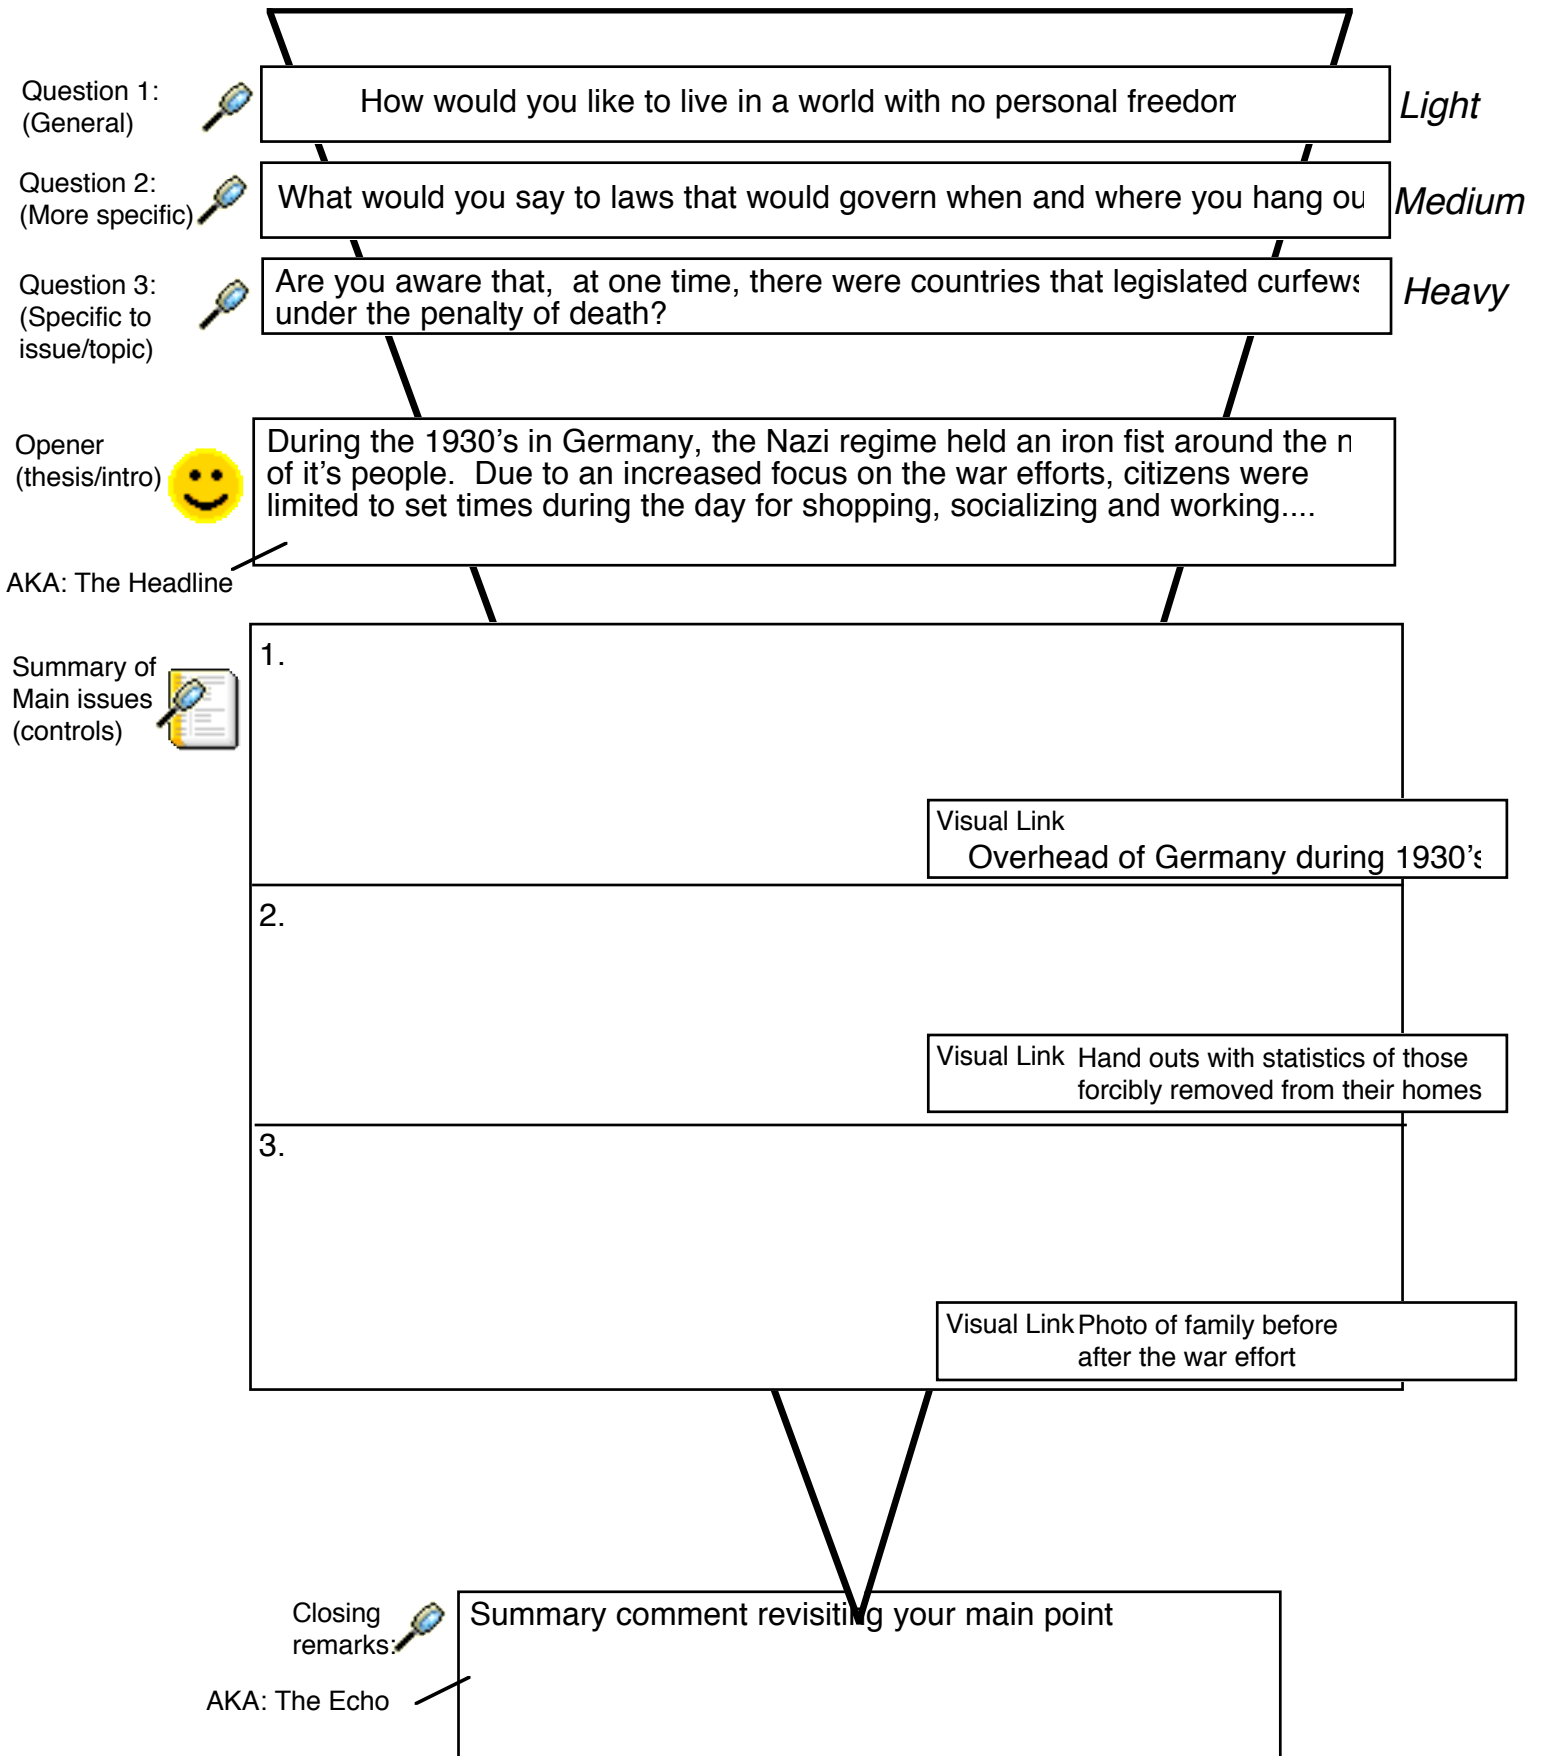 Question 1:
(General)
How would you like to live in a world with no personal freedom
Light
Question 2:
(More specific)
What would you say to laws that would govern when and where you hang ou
Medium
Question 3:
(Specific to
issue/topic)
Are you aware that,  at one time, there were countries that legislated curfews
under the penalty of death?
Heavy
Opener
(thesis/intro)
During the 1930's in Germany, the Nazi regime held an iron fist around the n
of it's people.  Due to an increased focus on the war efforts, citizens were
limited to set times during the day for shopping, socializing and working....
AKA: The Headline
Summary of
Main issues
(controls)
1.
Visual Link
Overhead of Germany during 1930's
2.
Visual Link Hand outs with statistics of those
forcibly removed from their homes
3.
Visual Link Photo of family before
after the war effort
Closing
remarks:
Summary comment revisiting your main point
AKA: The Echo